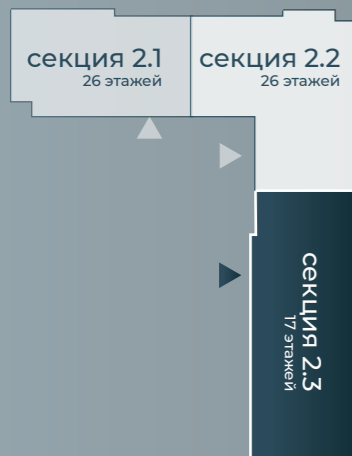 секция 2.1
26 этажей
секция 2.2
26 этажей
секция 2.3
17 этажей